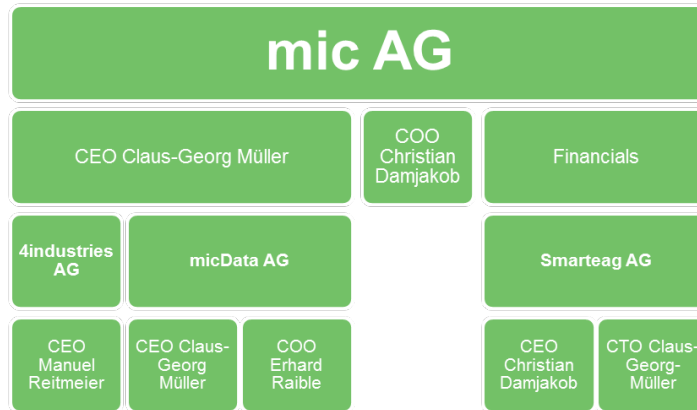 mic AG
CEO Claus-Georg Müller
COO
Christian
Damjakob
Financials
4industries
AG
micData AG
Smarteag AG
CEO
Manuel
Reitmeier
CEO Claus-
Georg
Müller
COO
Erhard
Raible
CEO
Christian
Damjakob
CTO Claus-
Georg-
Müller